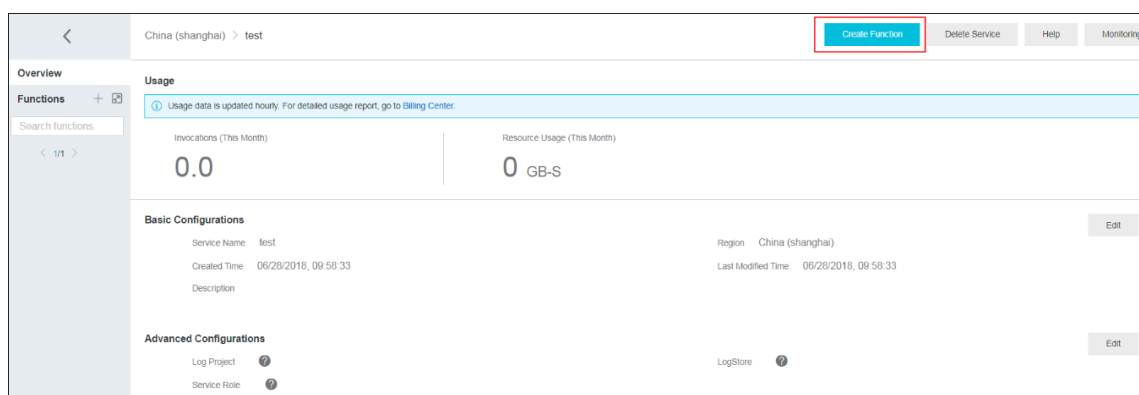 China (shanghai) > test
Create Function
Delete Service
Help
Monitoring
Overview
Functions
Search functions.
1/1
Usage
Usage data is updated hourly. For detailed usage report, go to Billing Center.
Invocations (This Month)
Resource Usage (This Month)
0.0
0 GB-S
Basic Configurations
Edit
Service Name test
Region China (shanghai)
Created Time 06/28/2018, 09:58:33
Last Modified Time 06/28/2018, 09:58:33
Description
Advanced Configurations
Edit
Log Project
LogStore
Service Role